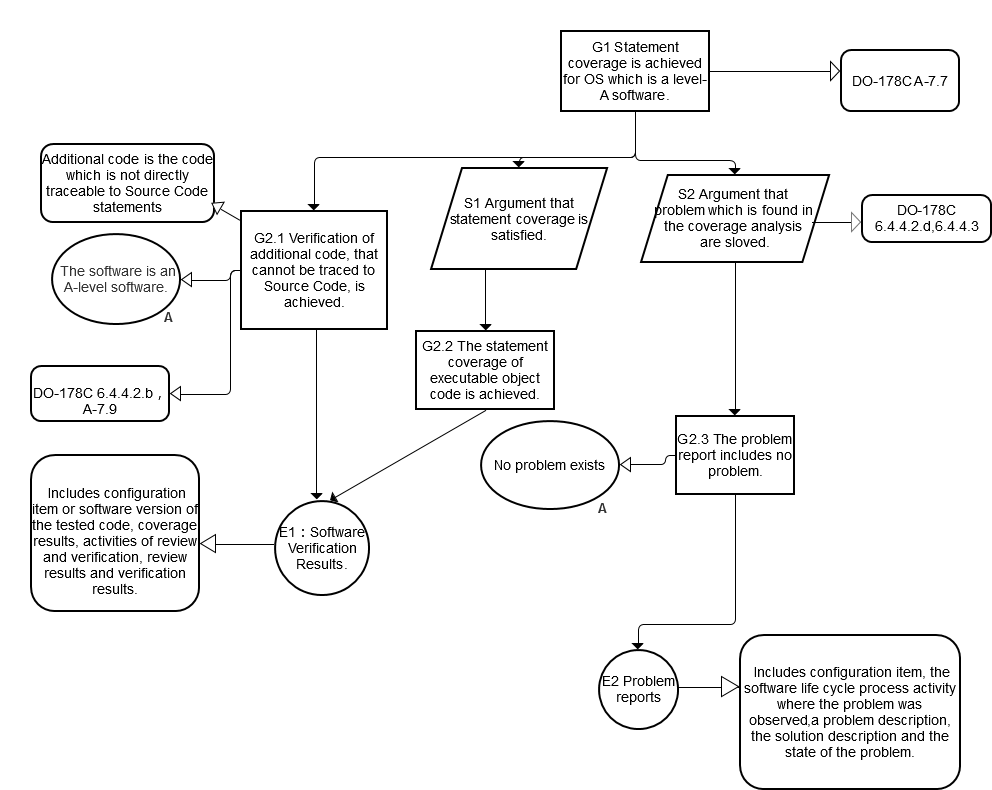 G1 Statement
coverage is achieved
for OS which is a level-
A software.
DO-178C A-7.7
Additional code is the code
which is not directly
traceable to Source Code
statements
S1 Argument that
statement coverage is
satisfied.
S2 Argument that
problem which is found in
the coverage analysis
are sloved.
DO-178C
6.4.4.2.d,6.4.4.3
G2.1 Verification of
additional code, that
cannot be traced to
Source Code, is
achieved.
The software is an
A-level software.
A
G2.2 The statement
coverage of
executable object
code is achieved.
DO-178C 6.4.4.2.b ,
A-7.9
No problem exists
A
G2.3 The problem
report includes no
problem.
Includes configuration
item or software version of
the tested code, coverage
results, activities of review
and verification, review
results and verification
results.
E1 : Software
Verification
Results.
E2 Problem
reports
Includes configuration item, the
software life cycle process activity
where the problem was
observed,a problem description,
the solution description and the
state of the problem.